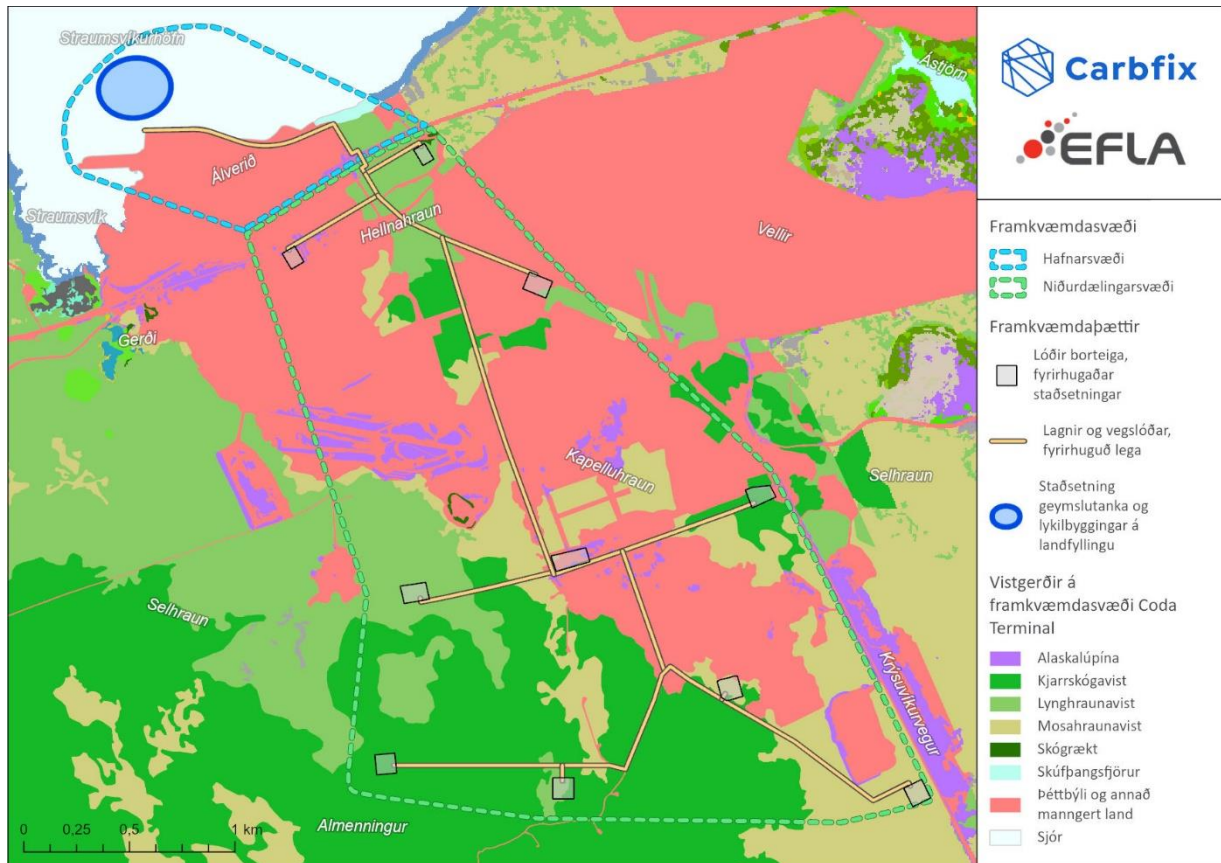 Straumsvíkurhöfn
Ástjörn
Álverið
Straumsvík
Hellnahraun
Vellir
Gerði
Kapelluhraun
Selhraun
Selhraun
Krýsuvíkurvegur
Almenningur
0 0,25 0,5 1 km
Carbfix
EFLA
Framkvæmdasvæði
Hafnarsvæði
Niðurdælingarsvæði
Framkvæmdaþættir
Lóðir borteiga,
fyrirhugaðar
staðsetningar
Lagnir og vegslóðar,
fyrirhuguð lega
Staðsetning
geymslutanka og
lykilbyggingar á
landfyllingu
Vistgerðir á
framkvæmdasvæði Coda
Terminal
Alaskalúpína
Kjarrskógavist
Lynghraunavist
Mosahraunavist
Skógrækt
Skúfþangsfjörur
Þéttbýli og annað
manngert land
Sjór